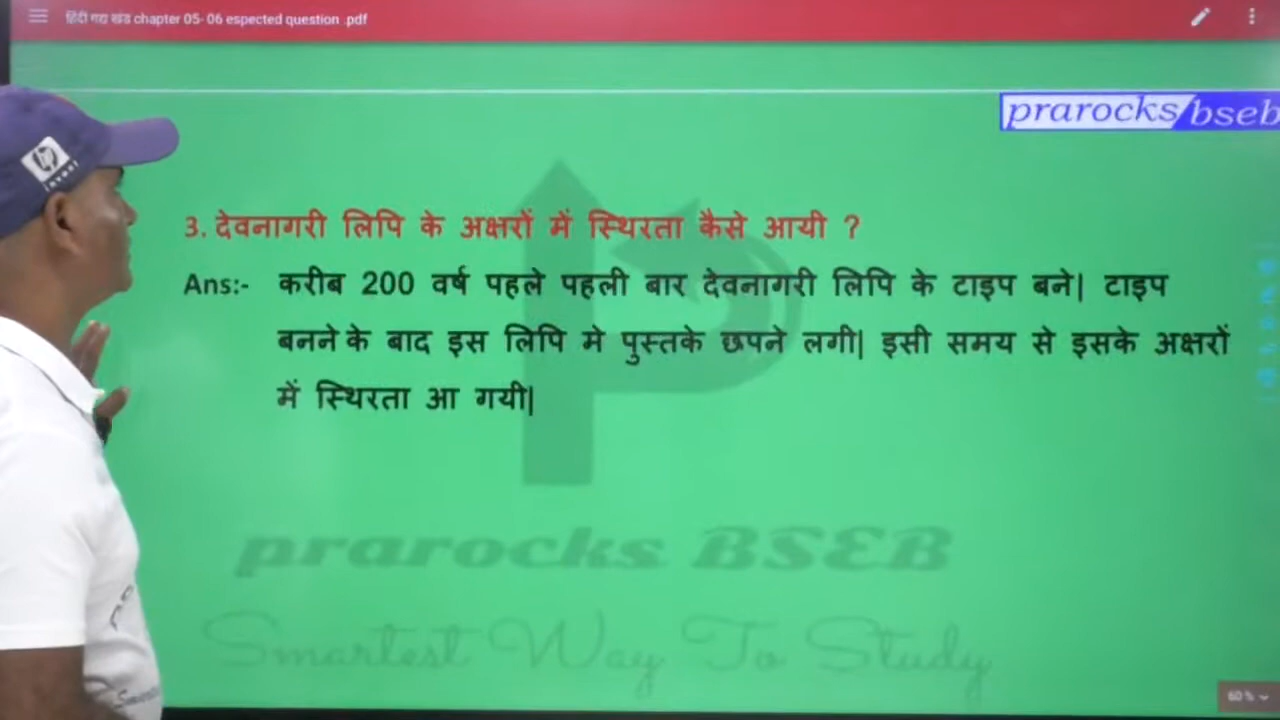 हिंदी गद्य खंड chapter 05- 06 espected question .pdf
prarocks/bseb
3. देवनागरी लिपि के अक्षरों में स्थिरता कैसे आयी ?
Ans:- करीब 200 वर्ष पहले पहली बार देवनागरी लिपि के टाइप बने| टाइप
बनने के बाद इस लिपि मे पुस्तके छपने लगी| इसी समय से इसके अक्षरों
में स्थिरता आ गयी|
prarocks BSEB
Smartest Way To Study
60 %
hp